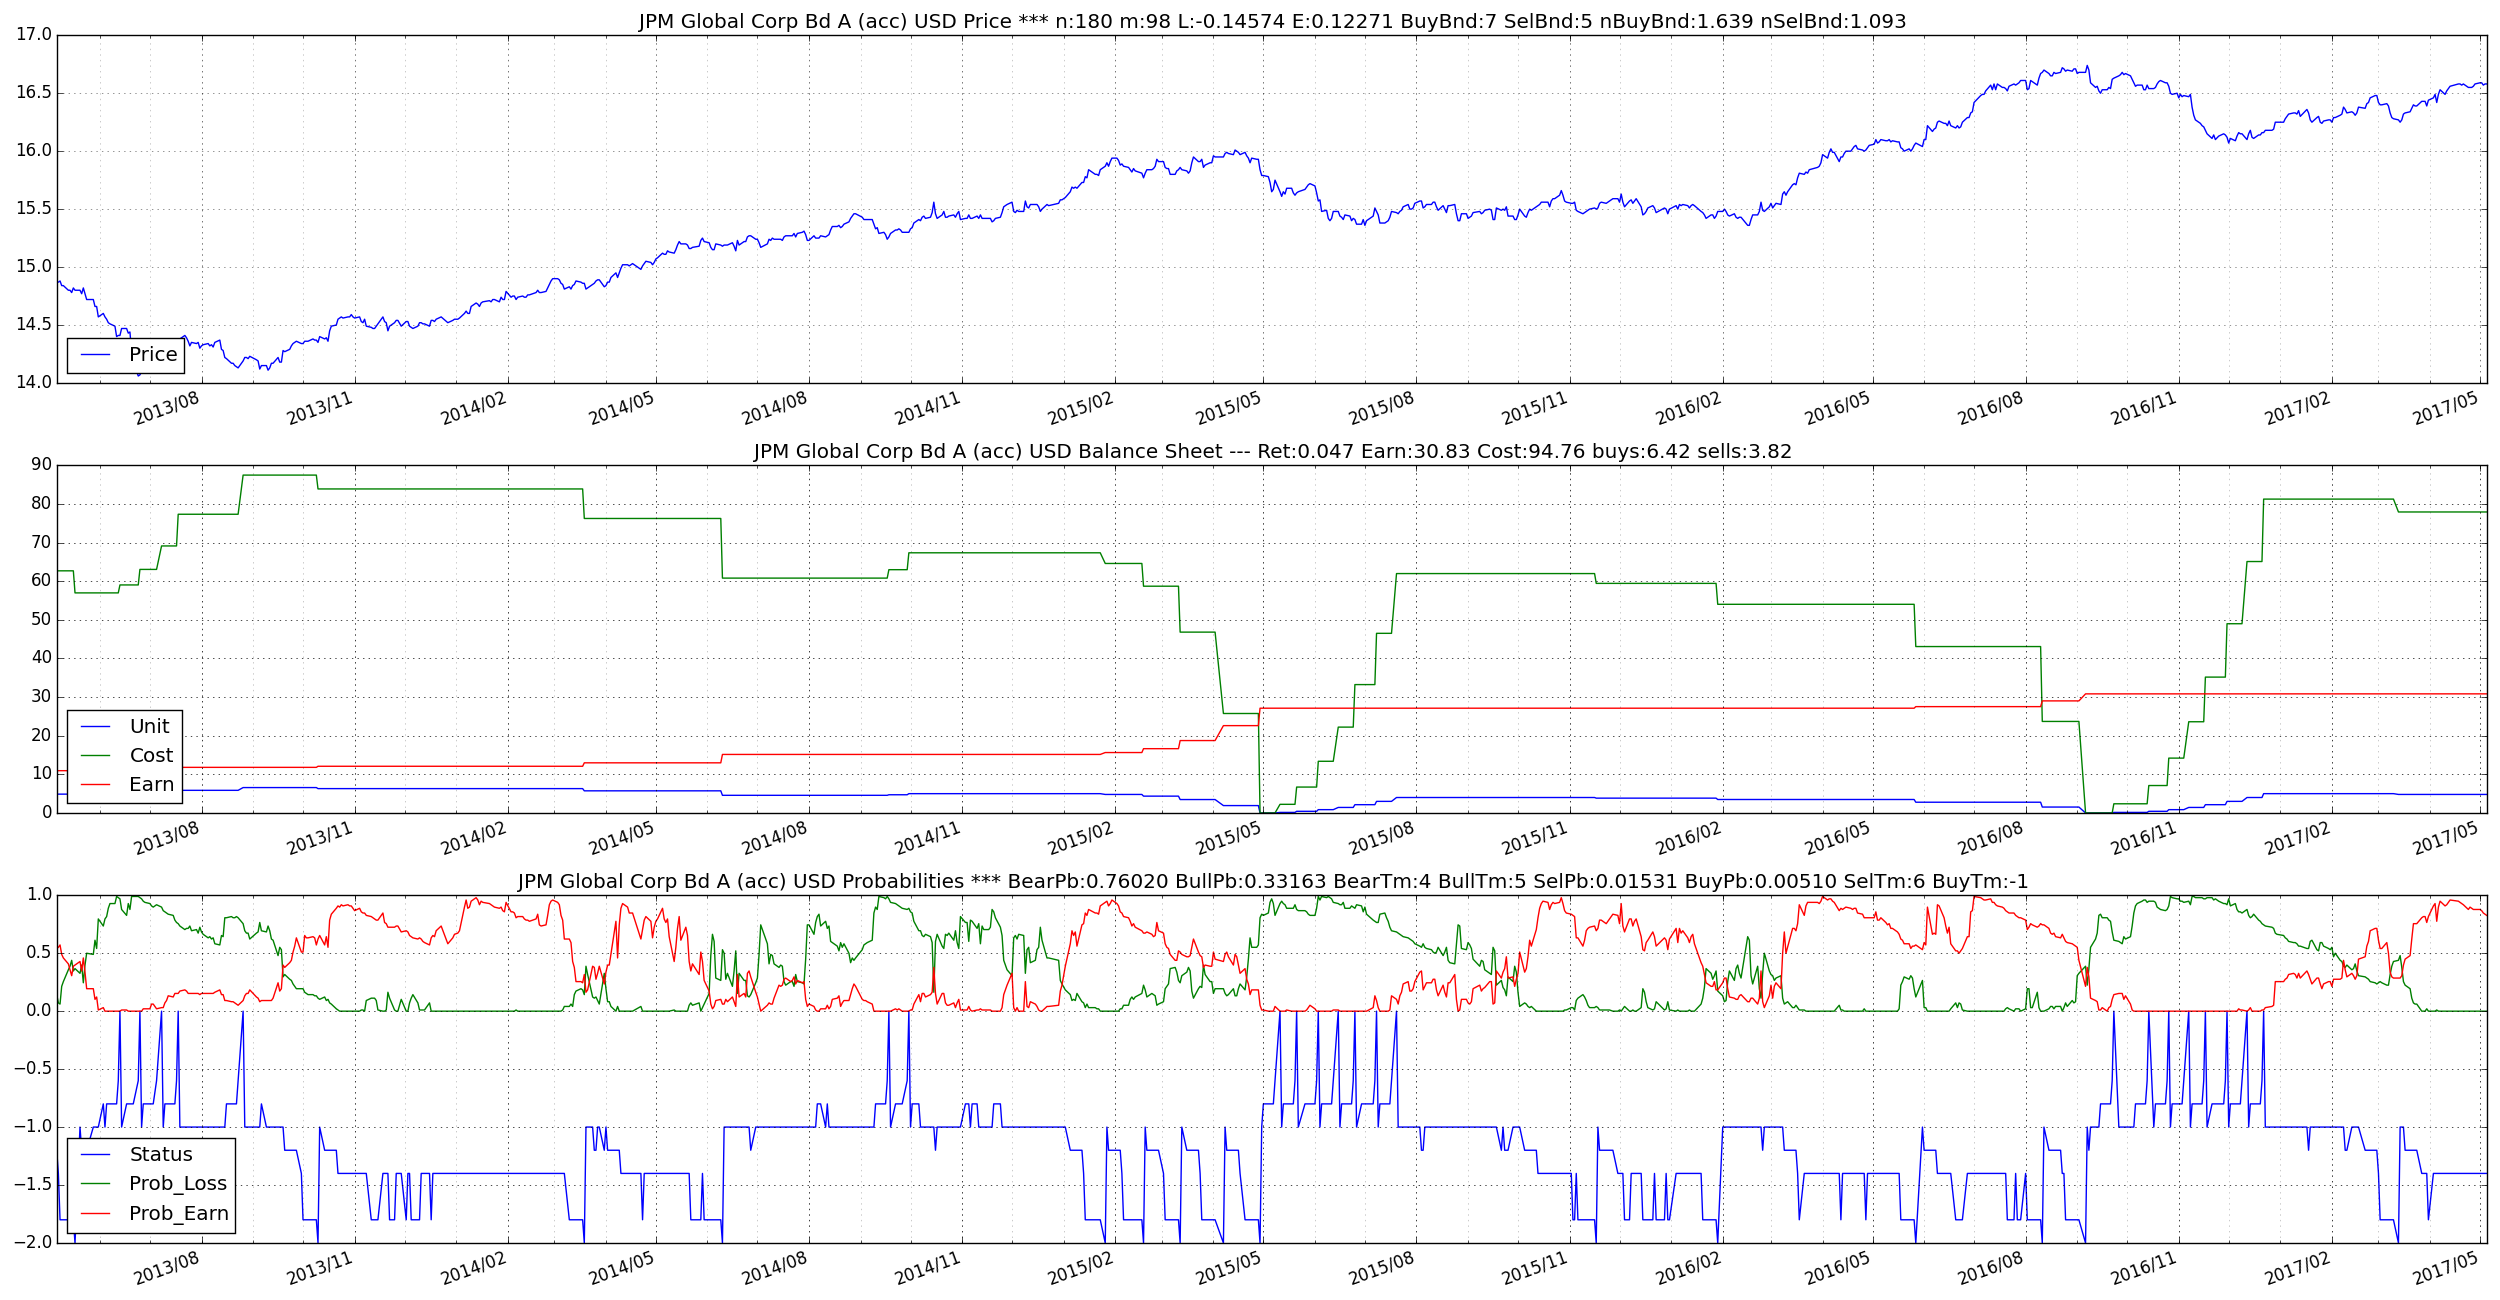 JPM Global Corp Bd A (acc) USD Price *** n:180 m:98 L:-0.14574 E:0.12271 BuyBnd:7 SelBnd:5 nBuyBnd:1.639 nSelBnd:1.093
17.0
16.5
16.0
15.5
15.0
14.5
14.0
Price
2013/08 2013/11 2014/02 2014/05 2014/08 2014/11 2015/02 2015/05 2015/08 2015/11 2016/02 2016/05 2016/08 2016/11 2017/02 2017/05
JPM Global Corp Bd A (acc) USD Balance Sheet --- Ret:0.047 Earn:30.83 Cost:94.76 buys:6.42 sells:3.82
90
80
70
60
50
40
30
20
10
0
Unit
Cost
Earn
2013/08 2013/11 2014/02 2014/05 2014/08 2014/11 2015/02 2015/05 2015/08 2015/11 2016/02 2016/05 2016/08 2016/11 2017/02 2017/05
JPM Global Corp Bd A (acc) USD Probabilities *** BearPb:0.76020 BullPb:0.33163 BearTm:4 BullTm:5 SelPb:0.01531 BuyPb:0.00510 SelTm:6 BuyTm:-1
1.0
0.5
0.0
−0.5
−1.0
−1.5
−2.0
Status
Prob_Loss
Prob_Earn
2013/08 2013/11 2014/02 2014/05 2014/08 2014/11 2015/02 2015/05 2015/08 2015/11 2016/02 2016/05 2016/08 2016/11 2017/02 2017/05